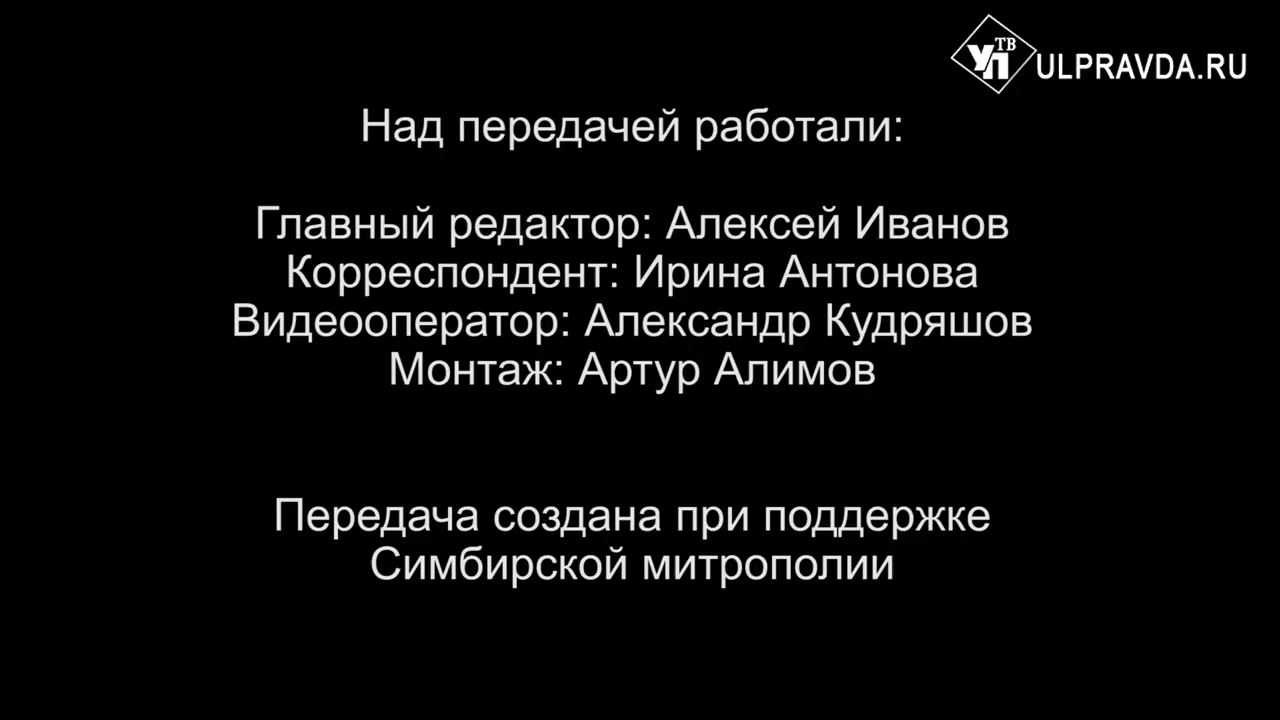 УП ТВ
ULPRAVDA.RU
Над передачей работали:
Главный редактор: Алексей Иванов
Корреспондент: Ирина Антонова
Видеооператор: Александр Кудряшов
Монтаж: Артур Алимов
Передача создана при поддержке
Симбирской митрополии